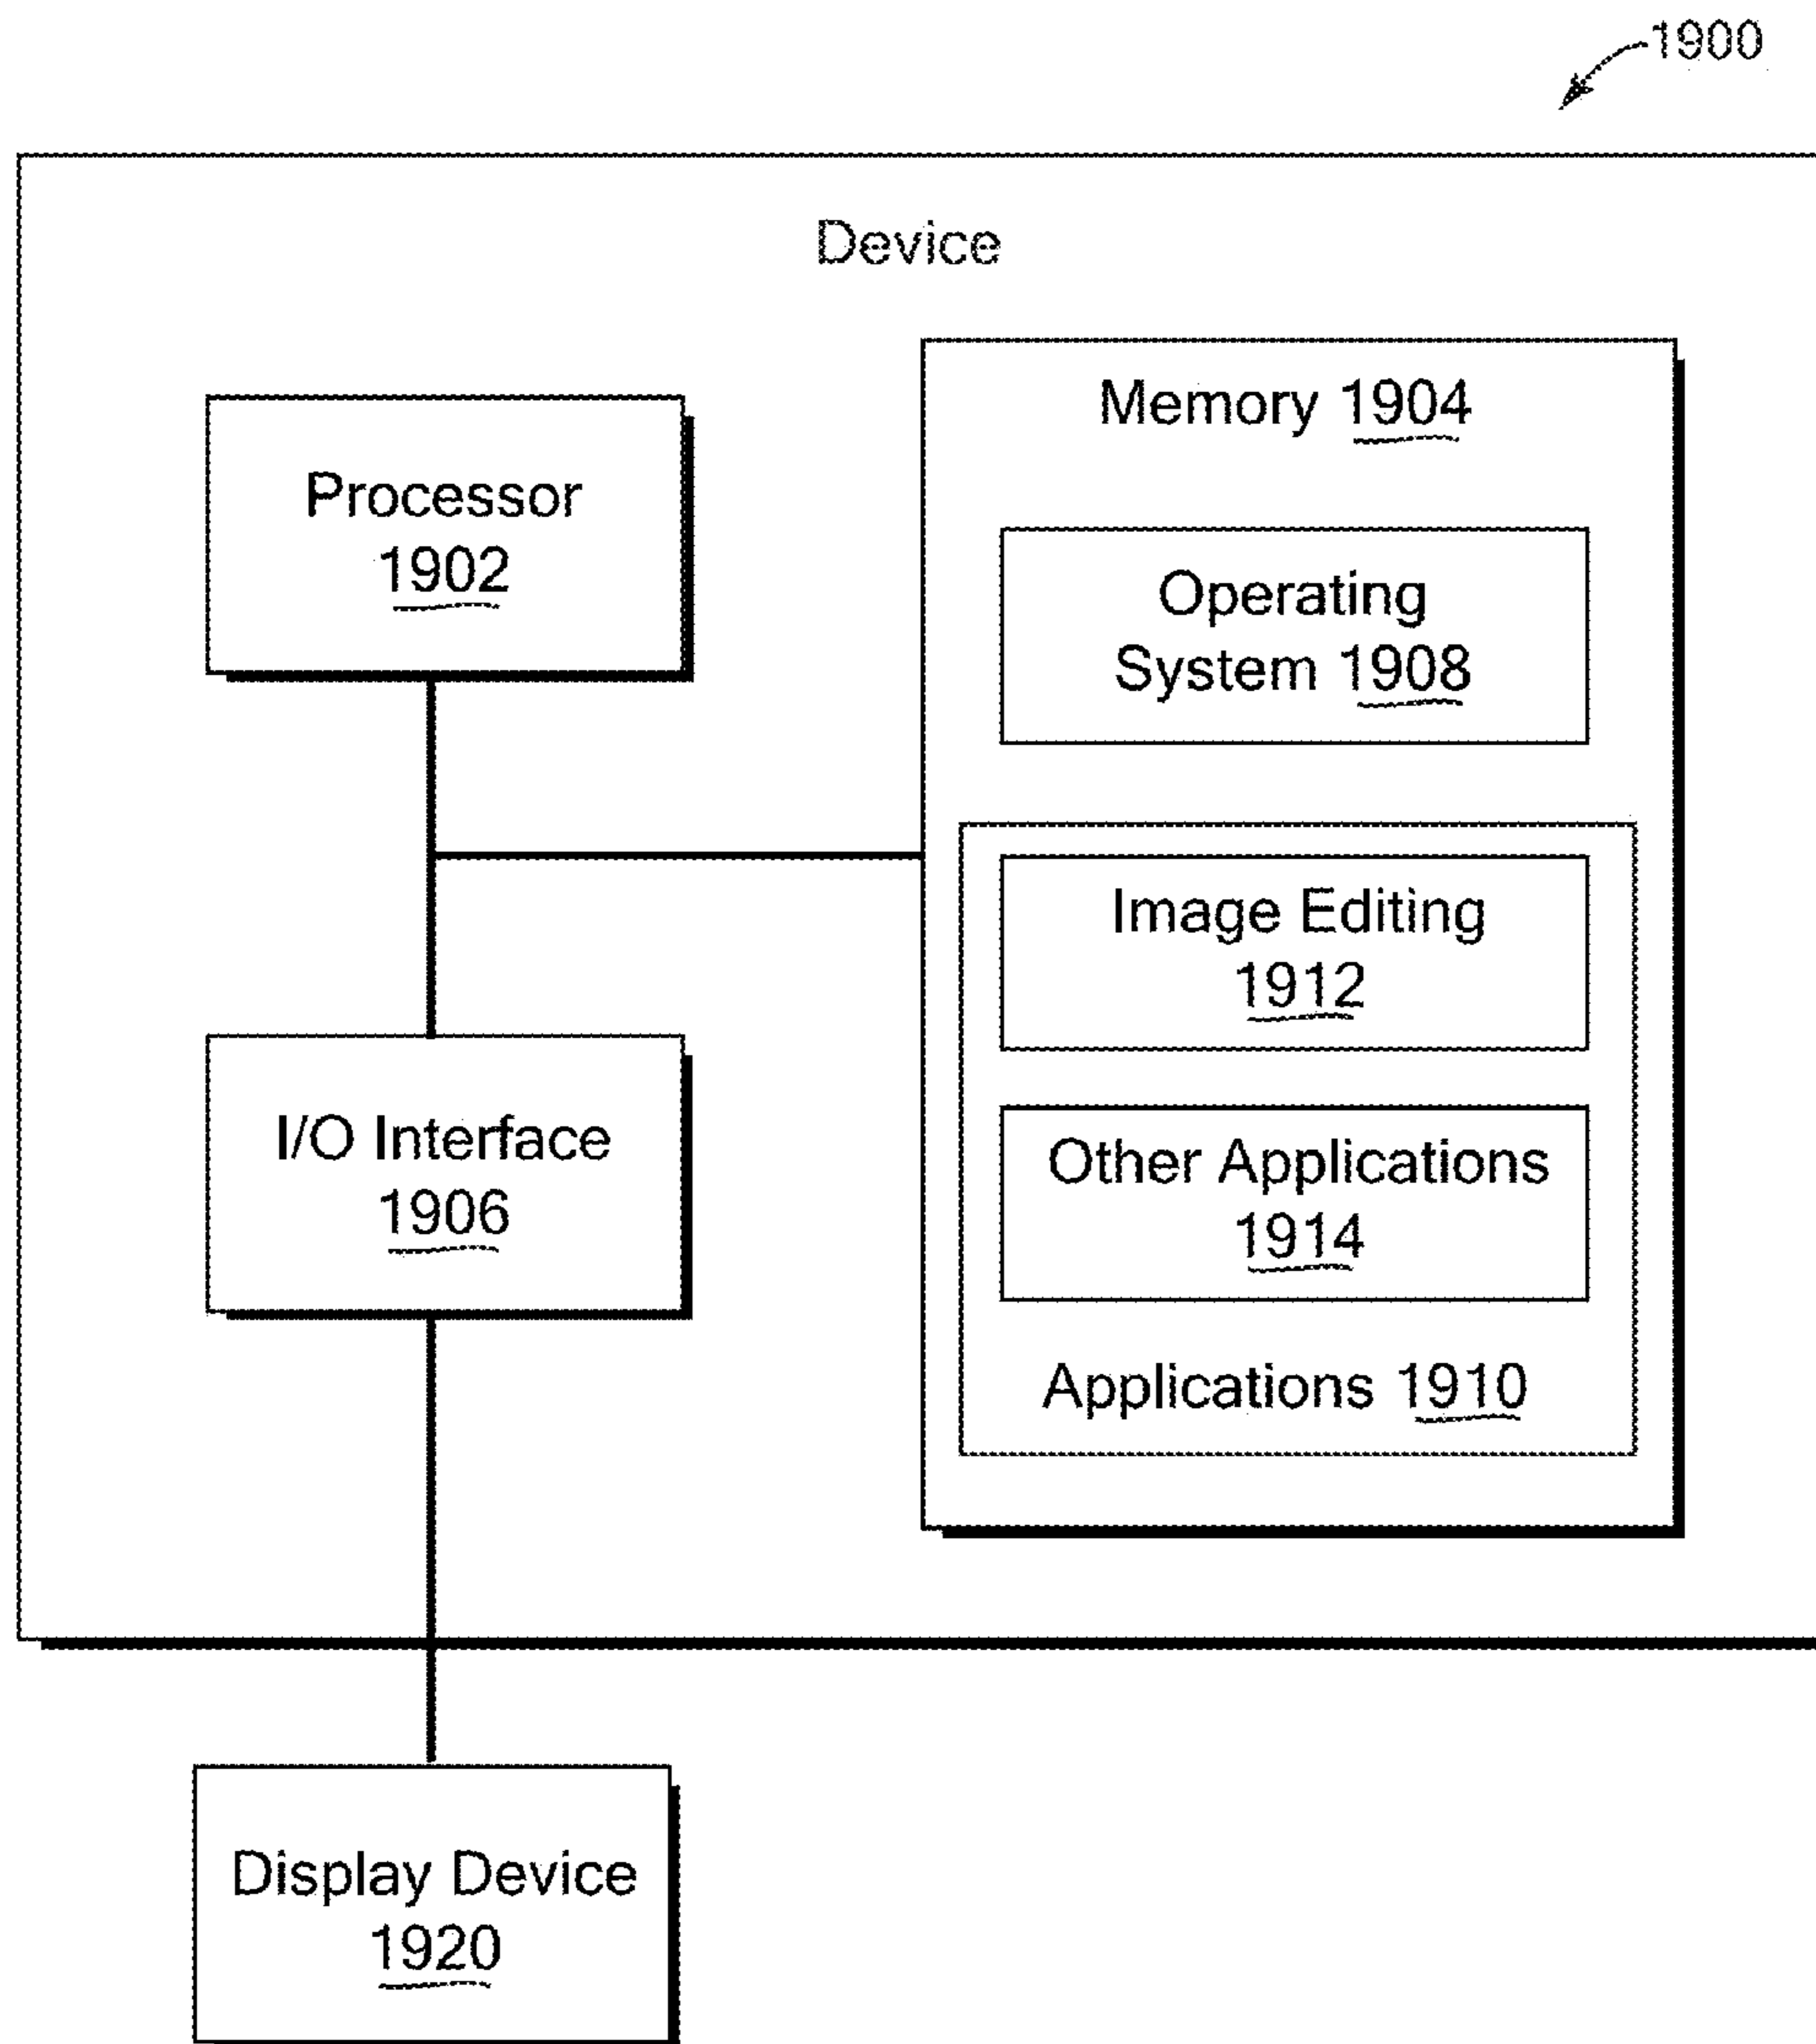 1900
Device
Processor
1902
Memory 1904
Operating
System 1908
Image Editing
1912
I/O Interface
1906
Other Applications
1914
Applications 1910
Display Device
1920